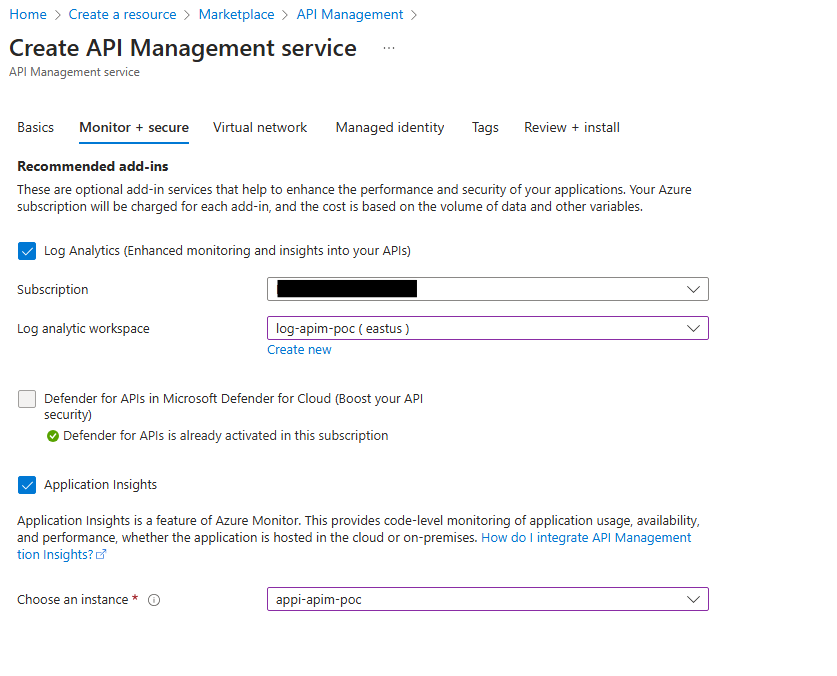 Home > Create a resource > Marketplace > API Management >
Create API Management service ...
API Management service
Basics Monitor + secure Virtual network Managed identity Tags Review + install
Recommended add-ins
These are optional add-in services that help to enhance the performance and security of your applications. Your Azure
subscription will be charged for each add-in, and the cost is based on the volume of data and other variables.
Log Analytics (Enhanced monitoring and insights into your APIs)
Subscription
Log analytic workspace log-apim-poc ( eastus )
Create new
Defender for APIs in Microsoft Defender for Cloud (Boost your API
security)
Defender for APIs is already activated in this subscription
Application Insights
Application Insights is a feature of Azure Monitor. This provides code-level monitoring of application usage, availability,
and performance, whether the application is hosted in the cloud or on-premises. How do I integrate API Management
tion Insights?
Choose an instance * appi-apim-poc